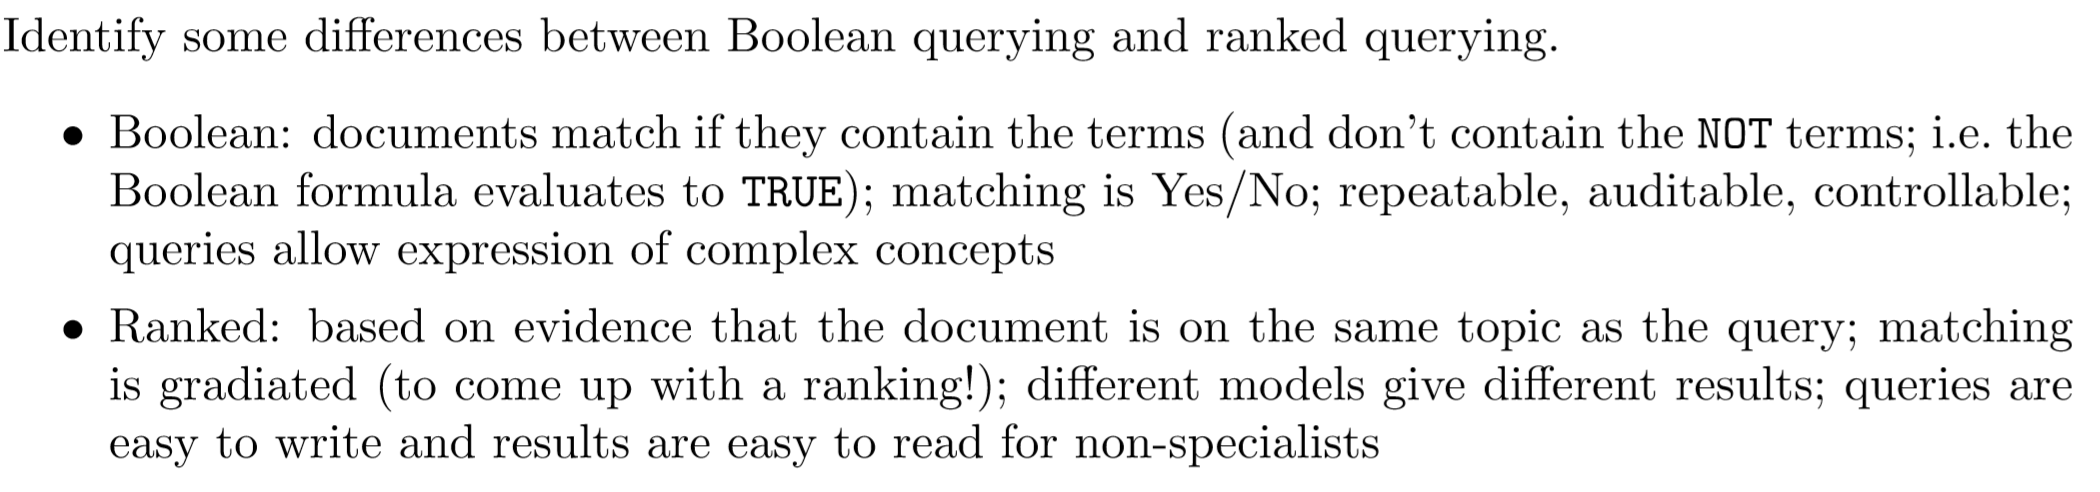 Identify some differences between Boolean querying and ranked querying.
• Boolean: documents match if they contain the terms (and don't contain the NOT terms; i.e. the
Boolean formula evaluates to TRUE); matching is Yes/No; repeatable, auditable, controllable;
queries allow expression of complex concepts
• Ranked: based on evidence that the document is on the same topic as the query; matching
is gradiated (to come up with a ranking!); different models give different results; queries are
easy to write and results are easy to read for non-specialists